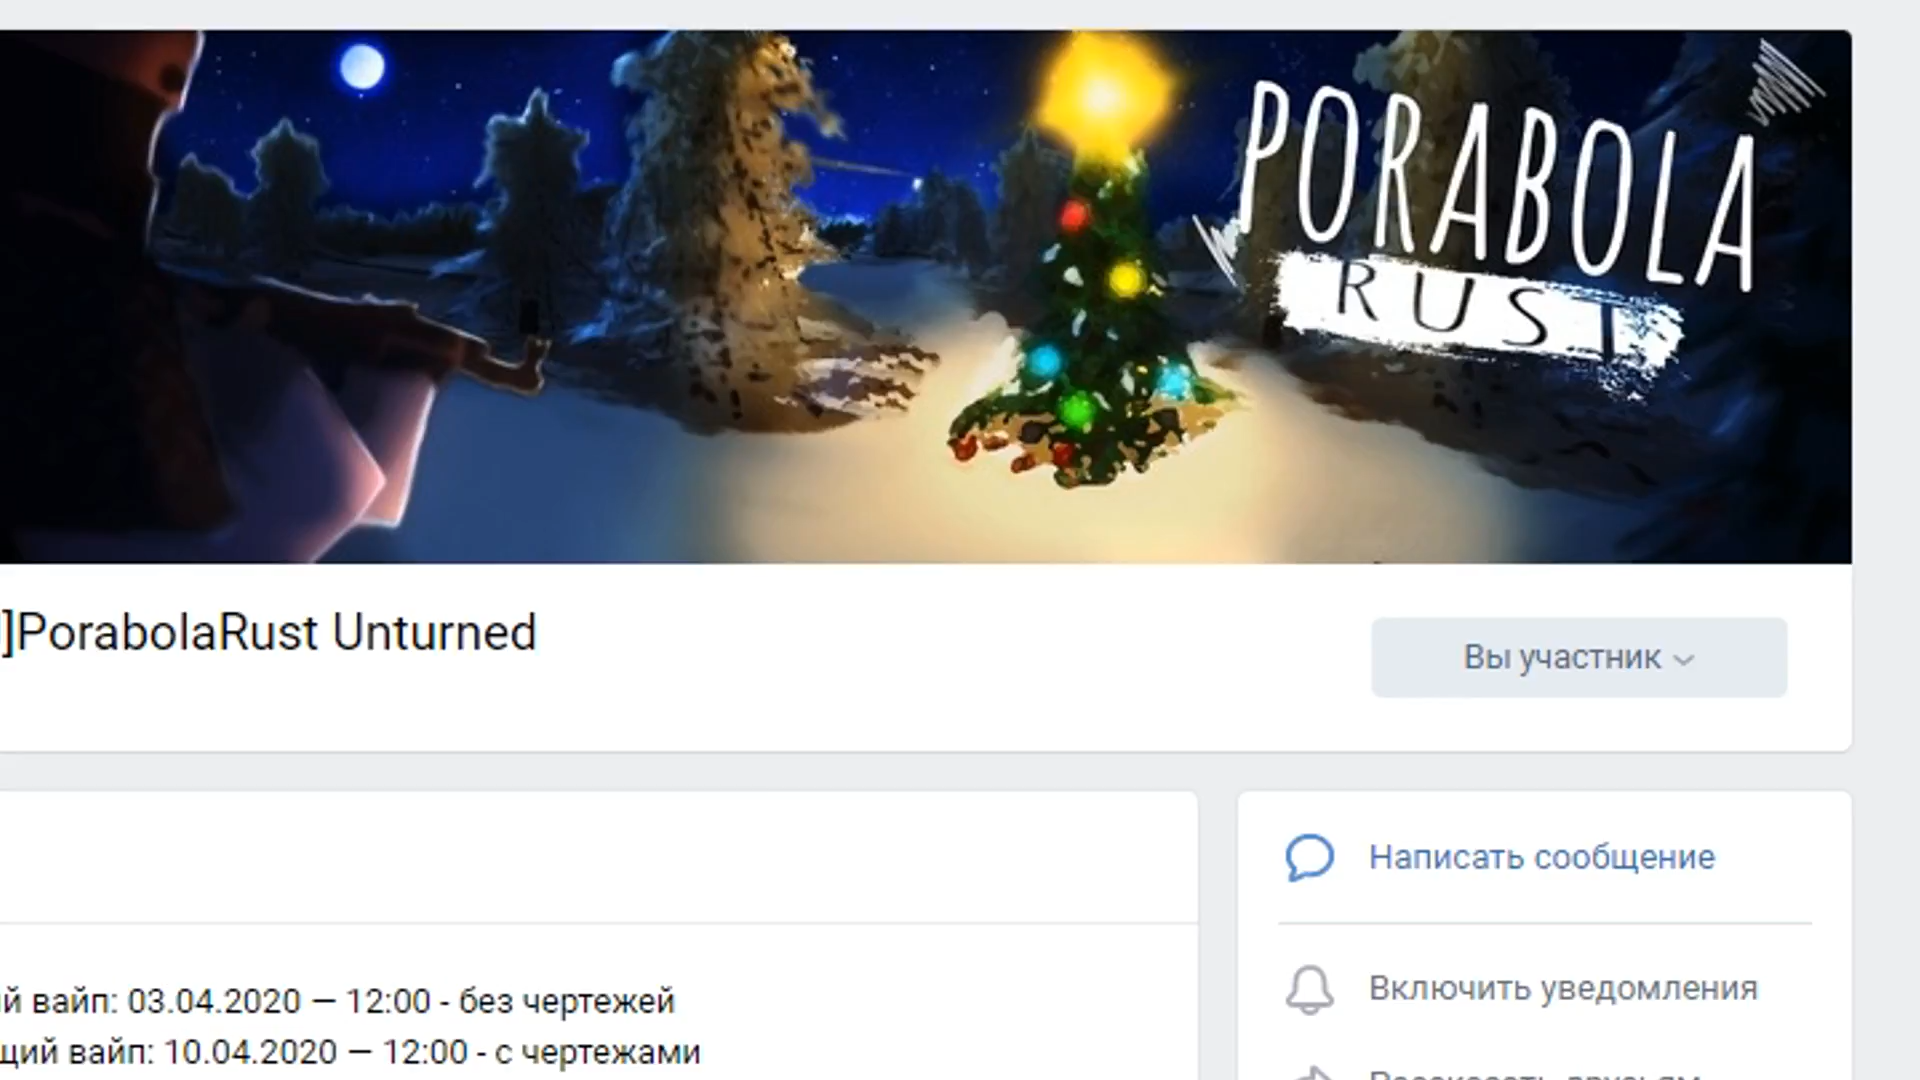 PORABOLA
RUST
]PorabolaRust Unturned
Вы участник
Написать сообщение
Включить уведомления
й вайп: 03.04.2020 — 12:00 - без чертежей
щий вайп: 10.04.2020 — 12:00 - с чертежами